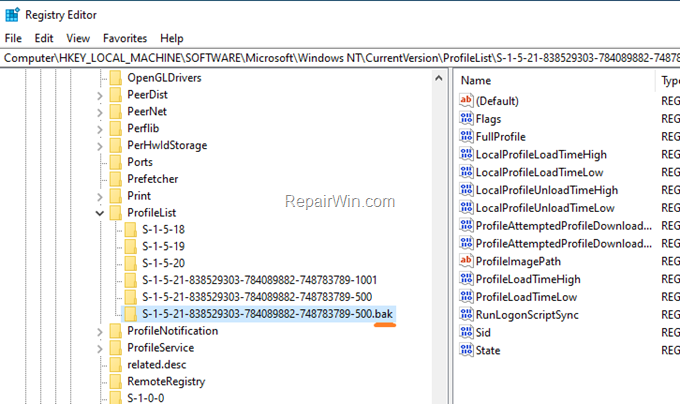 Registry Editor
File Edit View Favorites Help
Computer\HKEY_LOCAL_MACHINE\SOFTWARE\Microsoft\Windows NT\CurrentVersion\ProfileList\S-1-5-21-838529303-784089882-7487
OpenGLDrivers
PeerDist
PeerNet
Perflib
PerHwIdStorage
Ports
Prefetcher
Print
ProfileList
S-1-5-18
S-1-5-19
S-1-5-20
S-1-5-21-838529303-784089882-748783789-1001
S-1-5-21-838529303-784089882-748783789-500
S-1-5-21-838529303-784089882-748783789-500.bak
ProfileNotification
ProfileService
related.desc
RemoteRegistry
S-1-0-0
Name Type
(Default) REG
Flags REG
FullProfile REG
LocalProfileLoadTimeHigh REG
LocalProfileLoadTimeLow REG
LocalProfileUnloadTimeHigh REG
LocalProfileUnloadTimeLow REG
ProfileAttemptedProfileDownload... REG
ProfileAttemptedProfileDownload... REG
ProfileImagePath REG
ProfileLoadTimeHigh REG
ProfileLoadTimeLow REG
RunLogonScriptSync REG
Sid REG
State REG
RepairWin.com